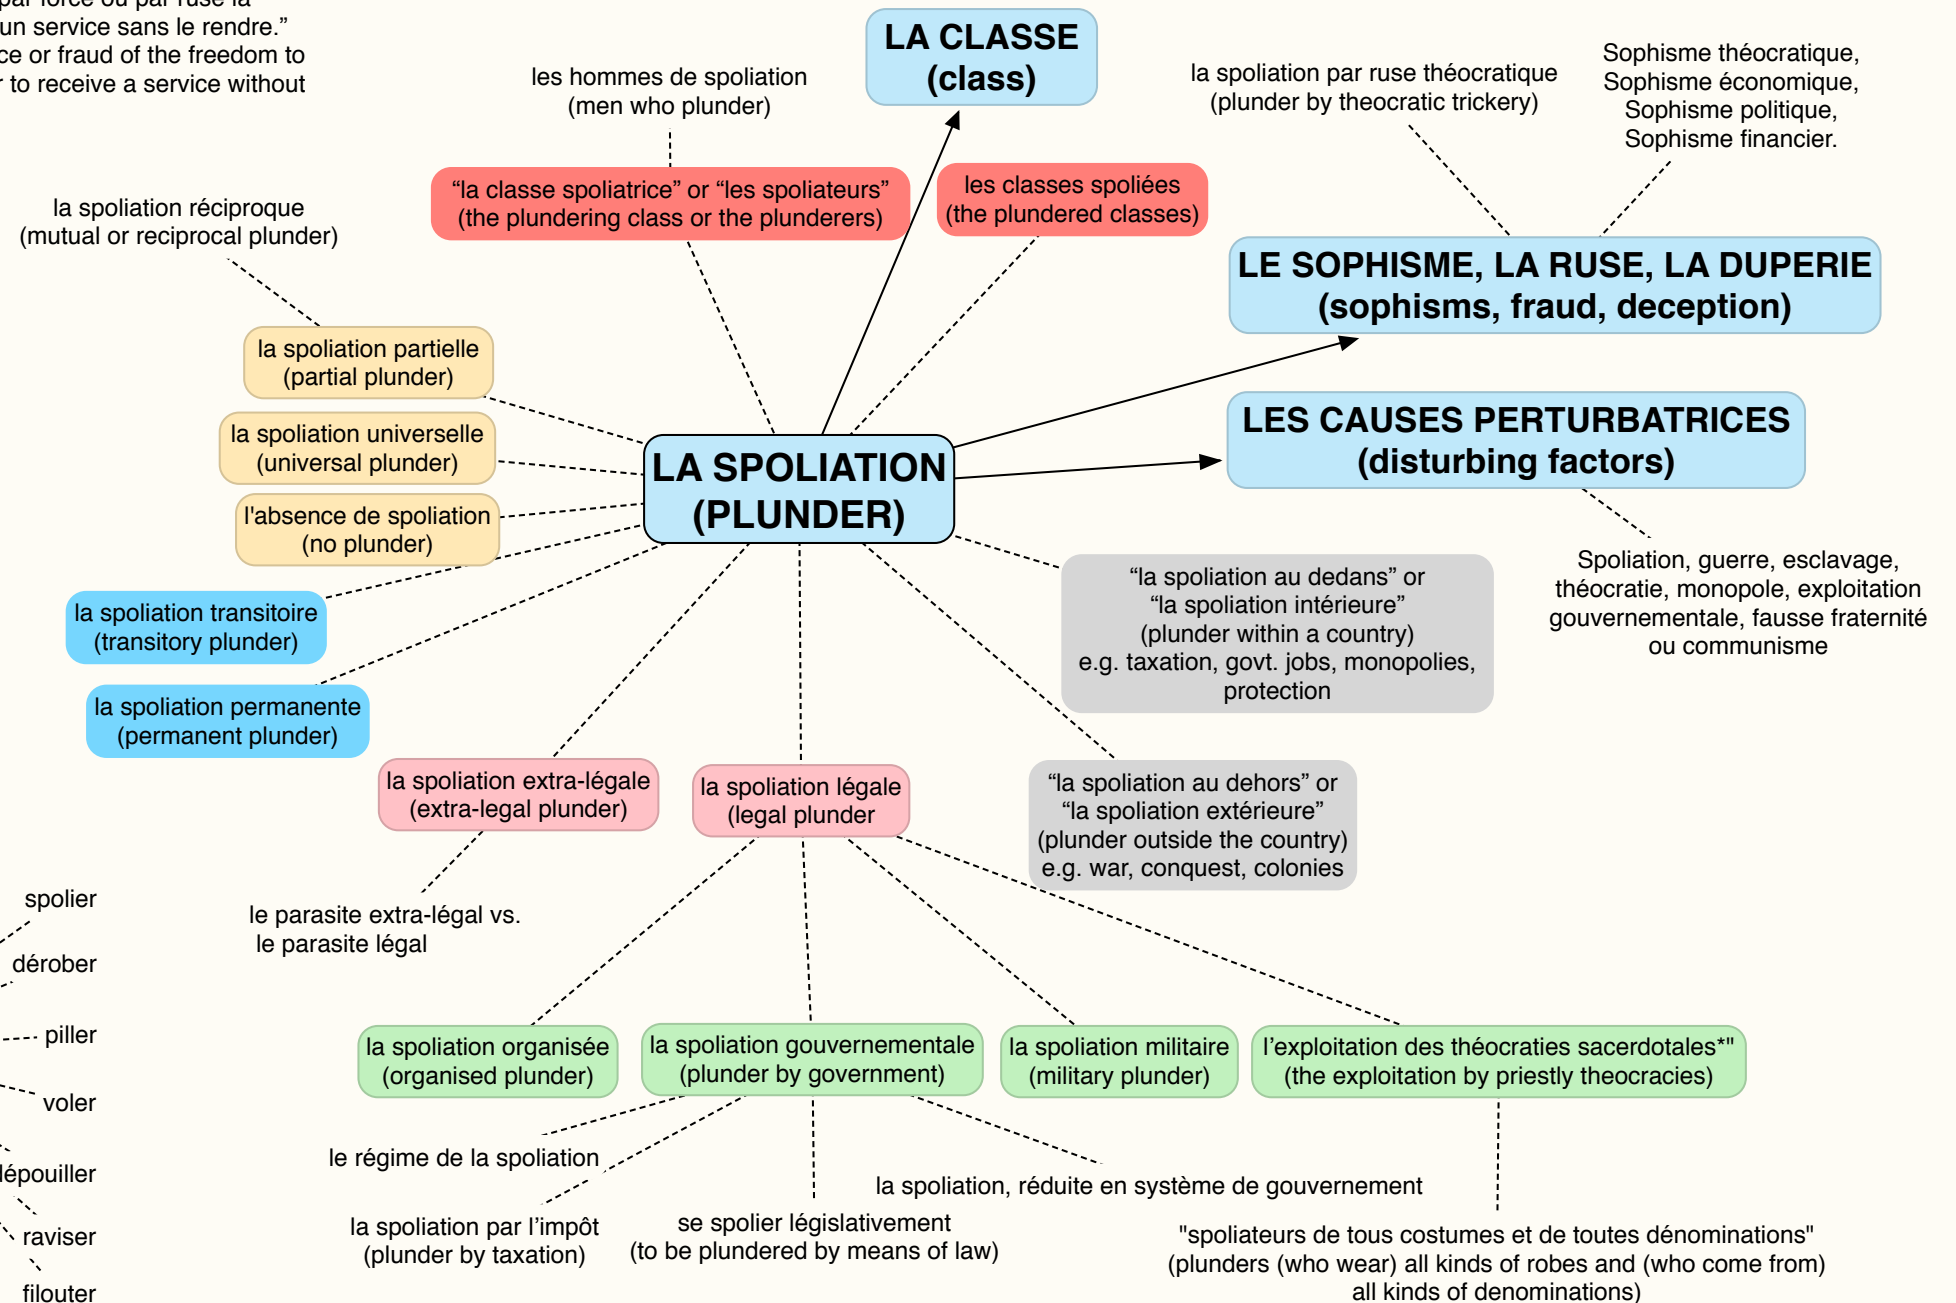 par force ou par ruse la
un service sans le rendre.”
ce or fraud of the freedom to
r to receive a service without
LA CLASSE
(class)
les hommes de spoliation
(men who plunder)
la spoliation par ruse théocratique
(plunder by theocratic trickery)
Sophisme théocratique,
Sophisme économique,
Sophisme politique,
Sophisme financier.
“la classe spoliatrice” or “les spoliateurs”
(the plundering class or the plunderers)
les classes spoliées
(the plundered classes)
la spoliation réciproque
(mutual or reciprocal plunder)
LE SOPHISME, LA RUSE, LA DUPERIE
(sophisms, fraud, deception)
la spoliation partielle
(partial plunder)
la spoliation universelle
(universal plunder)
l'absence de spoliation
(no plunder)
LA SPOLIATION
(PLUNDER)
LES CAUSES PERTURBATRICES
(disturbing factors)
Spoliation, guerre, esclavage,
théocratie, monopole, exploitation
gouvernementale, fausse fraternité
ou communisme
“la spoliation au dedans” or
“la spoliation intérieure”
(plunder within a country)
e.g. taxation, govt. jobs, monopolies,
protection
la spoliation transitoire
(transitory plunder)
la spoliation permanente
(permanent plunder)
la spoliation extra-légale
(extra-legal plunder)
la spoliation légale
(legal plunder
“la spoliation au dehors” or
“la spoliation extérieure”
(plunder outside the country)
e.g. war, conquest, colonies
le parasite extra-légal vs.
le parasite légal
spolier
dérober
piller
voler
dépouiller
raviser
filouter
la spoliation organisée
(organised plunder)
la spoliation gouvernementale
(plunder by government)
la spoliation militaire
(military plunder)
l’exploitation des théocraties sacerdotales*"
(the exploitation by priestly theocracies)
le régime de la spoliation
la spoliation par l’impôt
(plunder by taxation)
se spolier législativement
(to be plundered by means of law)
la spoliation, réduite en système de gouvernement
"spoliateurs de tous costumes et de toutes dénominations"
(plunders (who wear) all kinds of robes and (who come from)
all kinds of denominations)